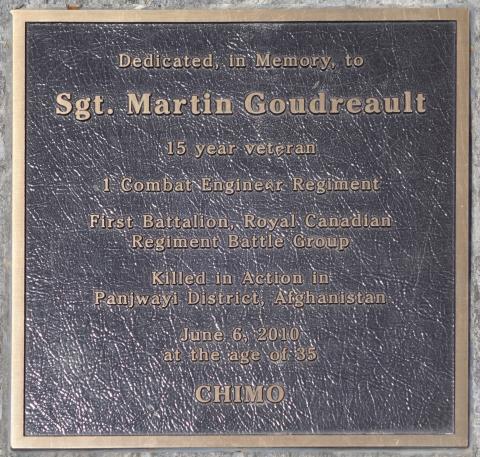 Dedicated, in Memory, to
Sgt. Martin Goudreault
15 year veteran
1 Combat Engineer Regiment
First Battalion, Royal Canadian
Regiment Battle Group
Killed in Action in
Panjwayi District, Afghanistan
June 6, 2010
at the age of 35
CHIMO